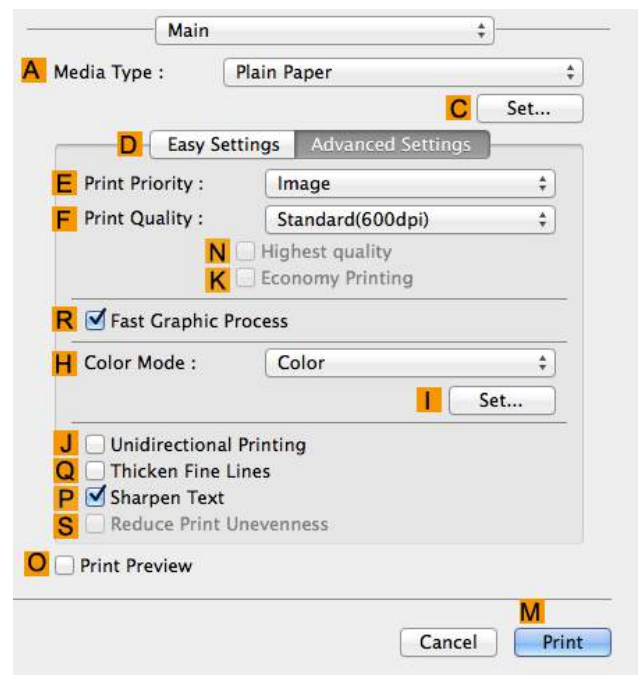 Main
A Media Type : Plain Paper
C Set...
D Easy Settings Advanced Settings
E Print Priority : Image
F Print Quality : Standard(600dpi)
N Highest quality
K Economy Printing
R Fast Graphic Process
H Color Mode : Color
I Set...
J Unidirectional Printing
Q Thicken Fine Lines
P Sharpen Text
S Reduce Print Unevenness
O Print Preview
M
Cancel Print